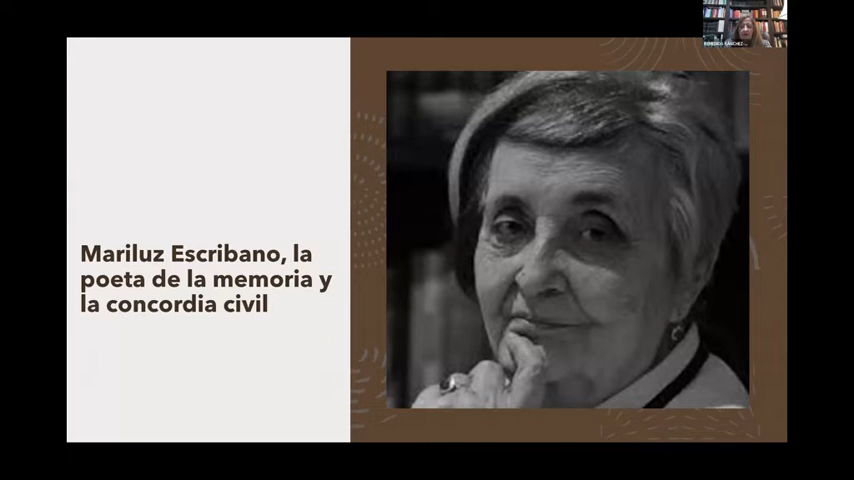 Mariluz Escribano, la
poeta de la memoria y
la concordia civil